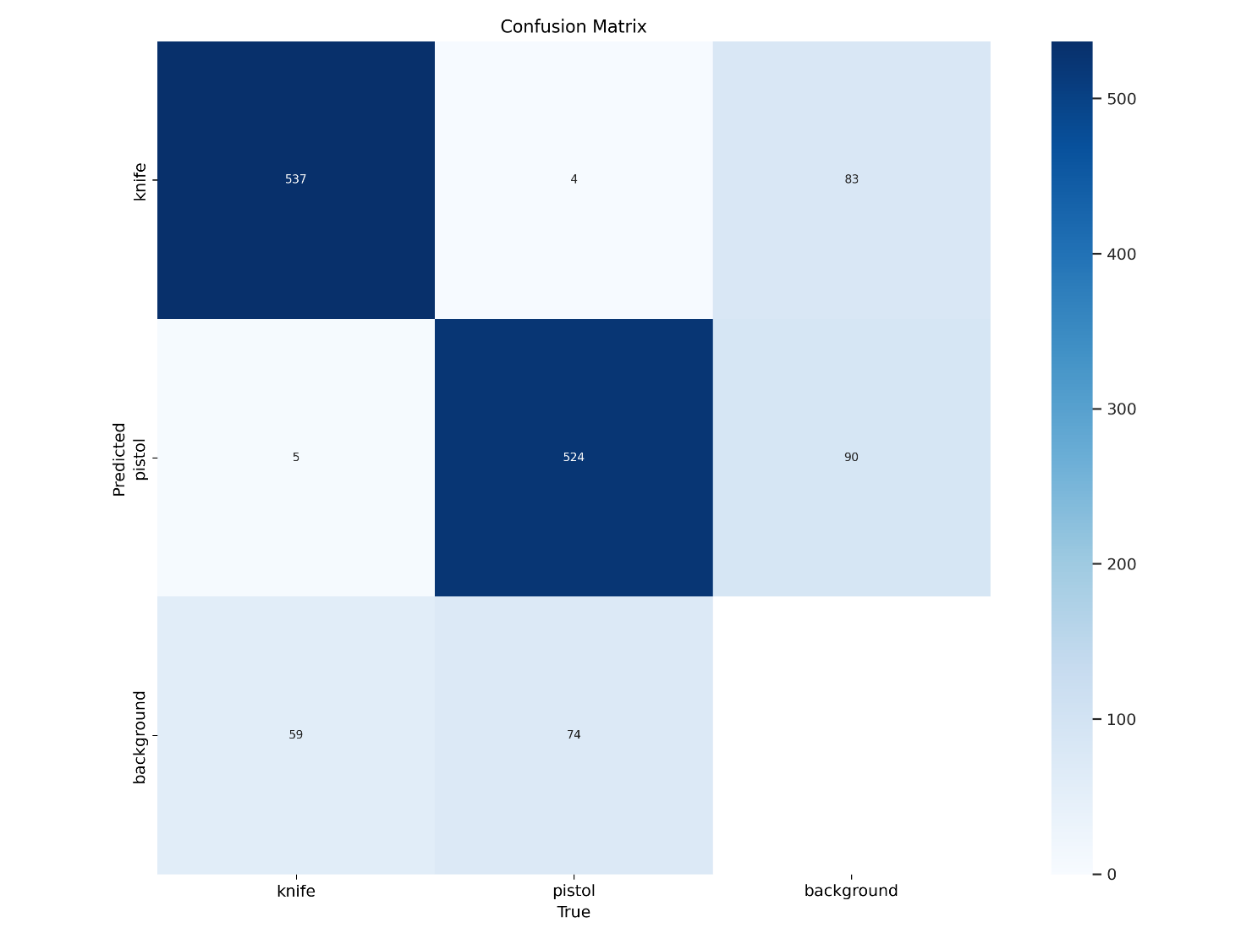 Confusion Matrix
knife
537
4
83
Predicted
pistol
5
524
90
background
59
74
knife
pistol
background
True
500
400
300
200
100
0